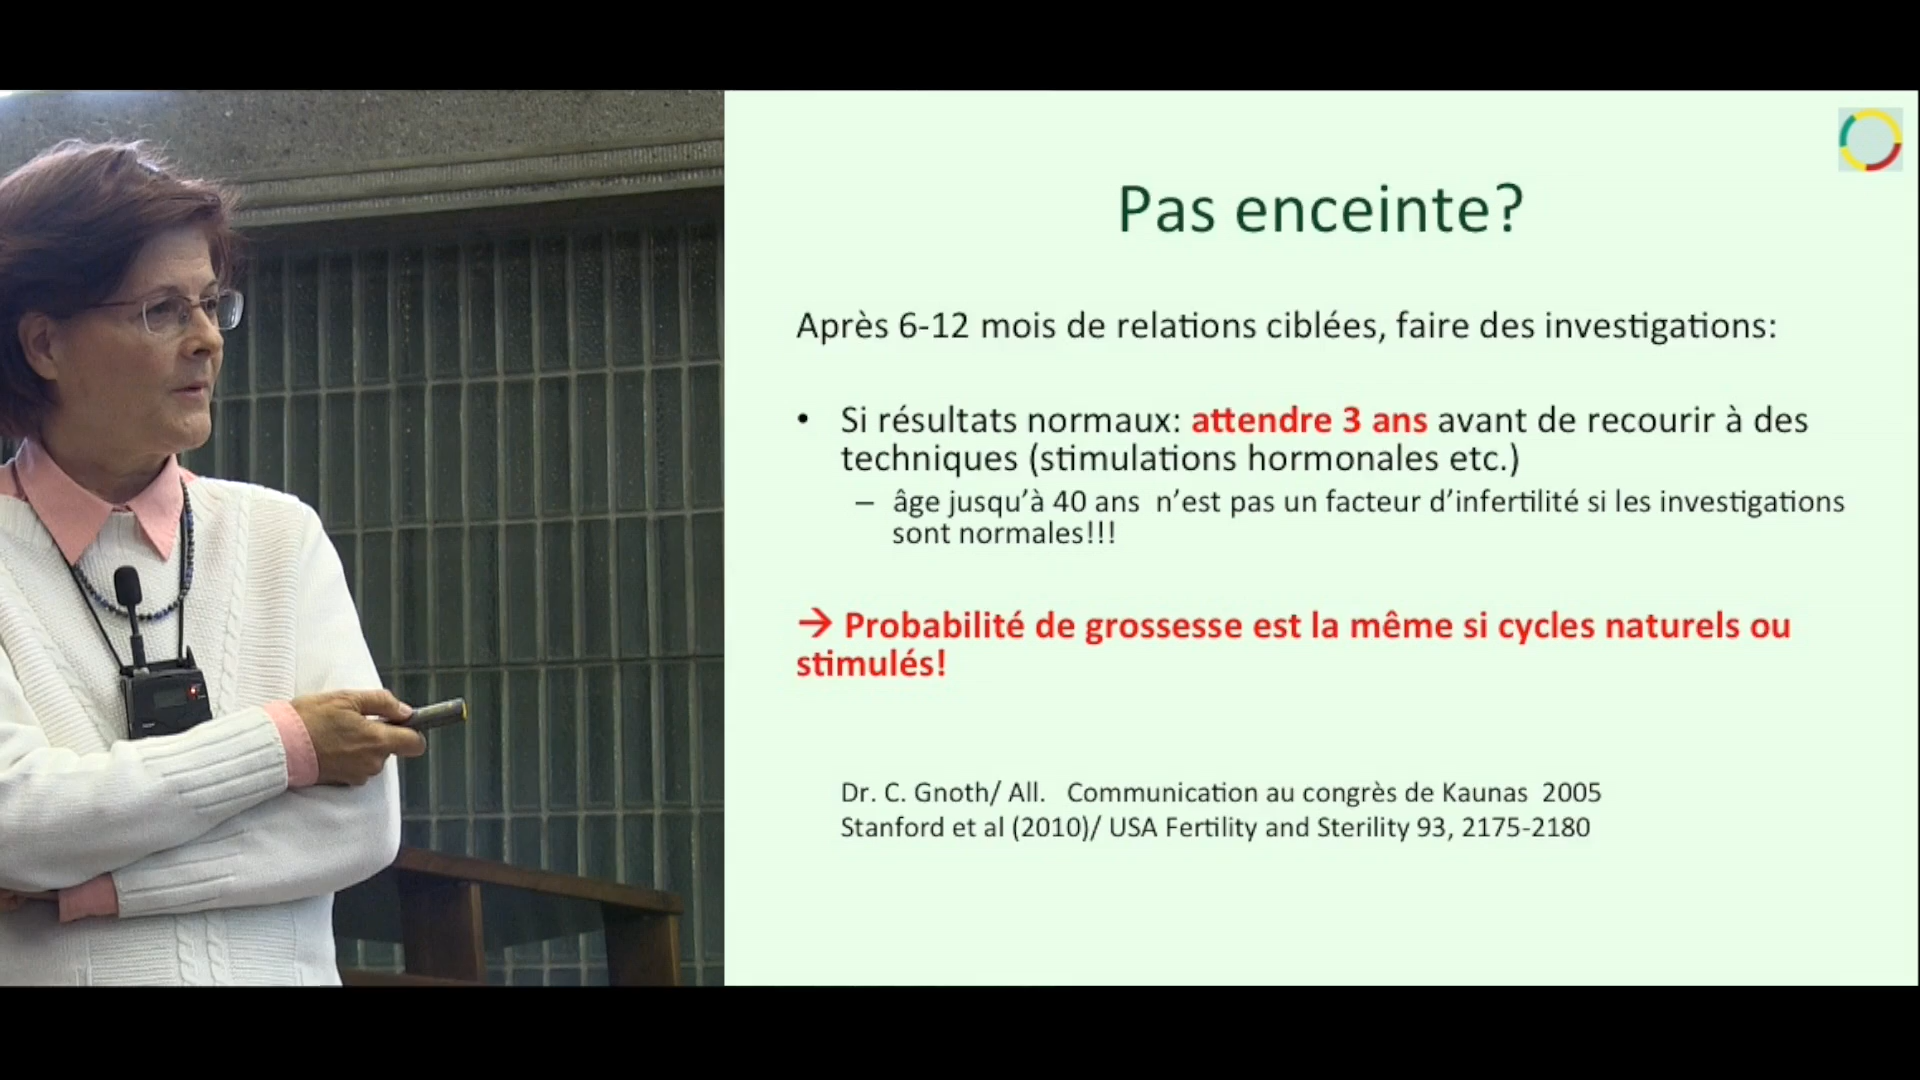 Pas enceinte?
Après 6-12 mois de relations ciblées, faire des investigations:
• Si résultats normaux: attendre 3 ans avant de recourir à des
techniques (stimulations hormonales etc.)
– âge jusqu’à 40 ans n’est pas un facteur d’infertilité si les investigations
sont normales!!!
→ Probabilité de grossesse est la même si cycles naturels ou
stimulés!
Dr. C. Gnoth/ All. Communication au congrès de Kaunas 2005
Stanford et al (2010)/ USA Fertility and Sterility 93, 2175-2180